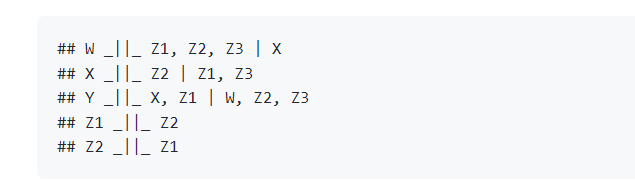 ## W _||_ Z1, Z2, Z3 | X
## X _||_ Z2 | Z1, Z3
## Y _||_ X, Z1 | W, Z2, Z3
## Z1 _||_ Z2
## Z2 _||_ Z1